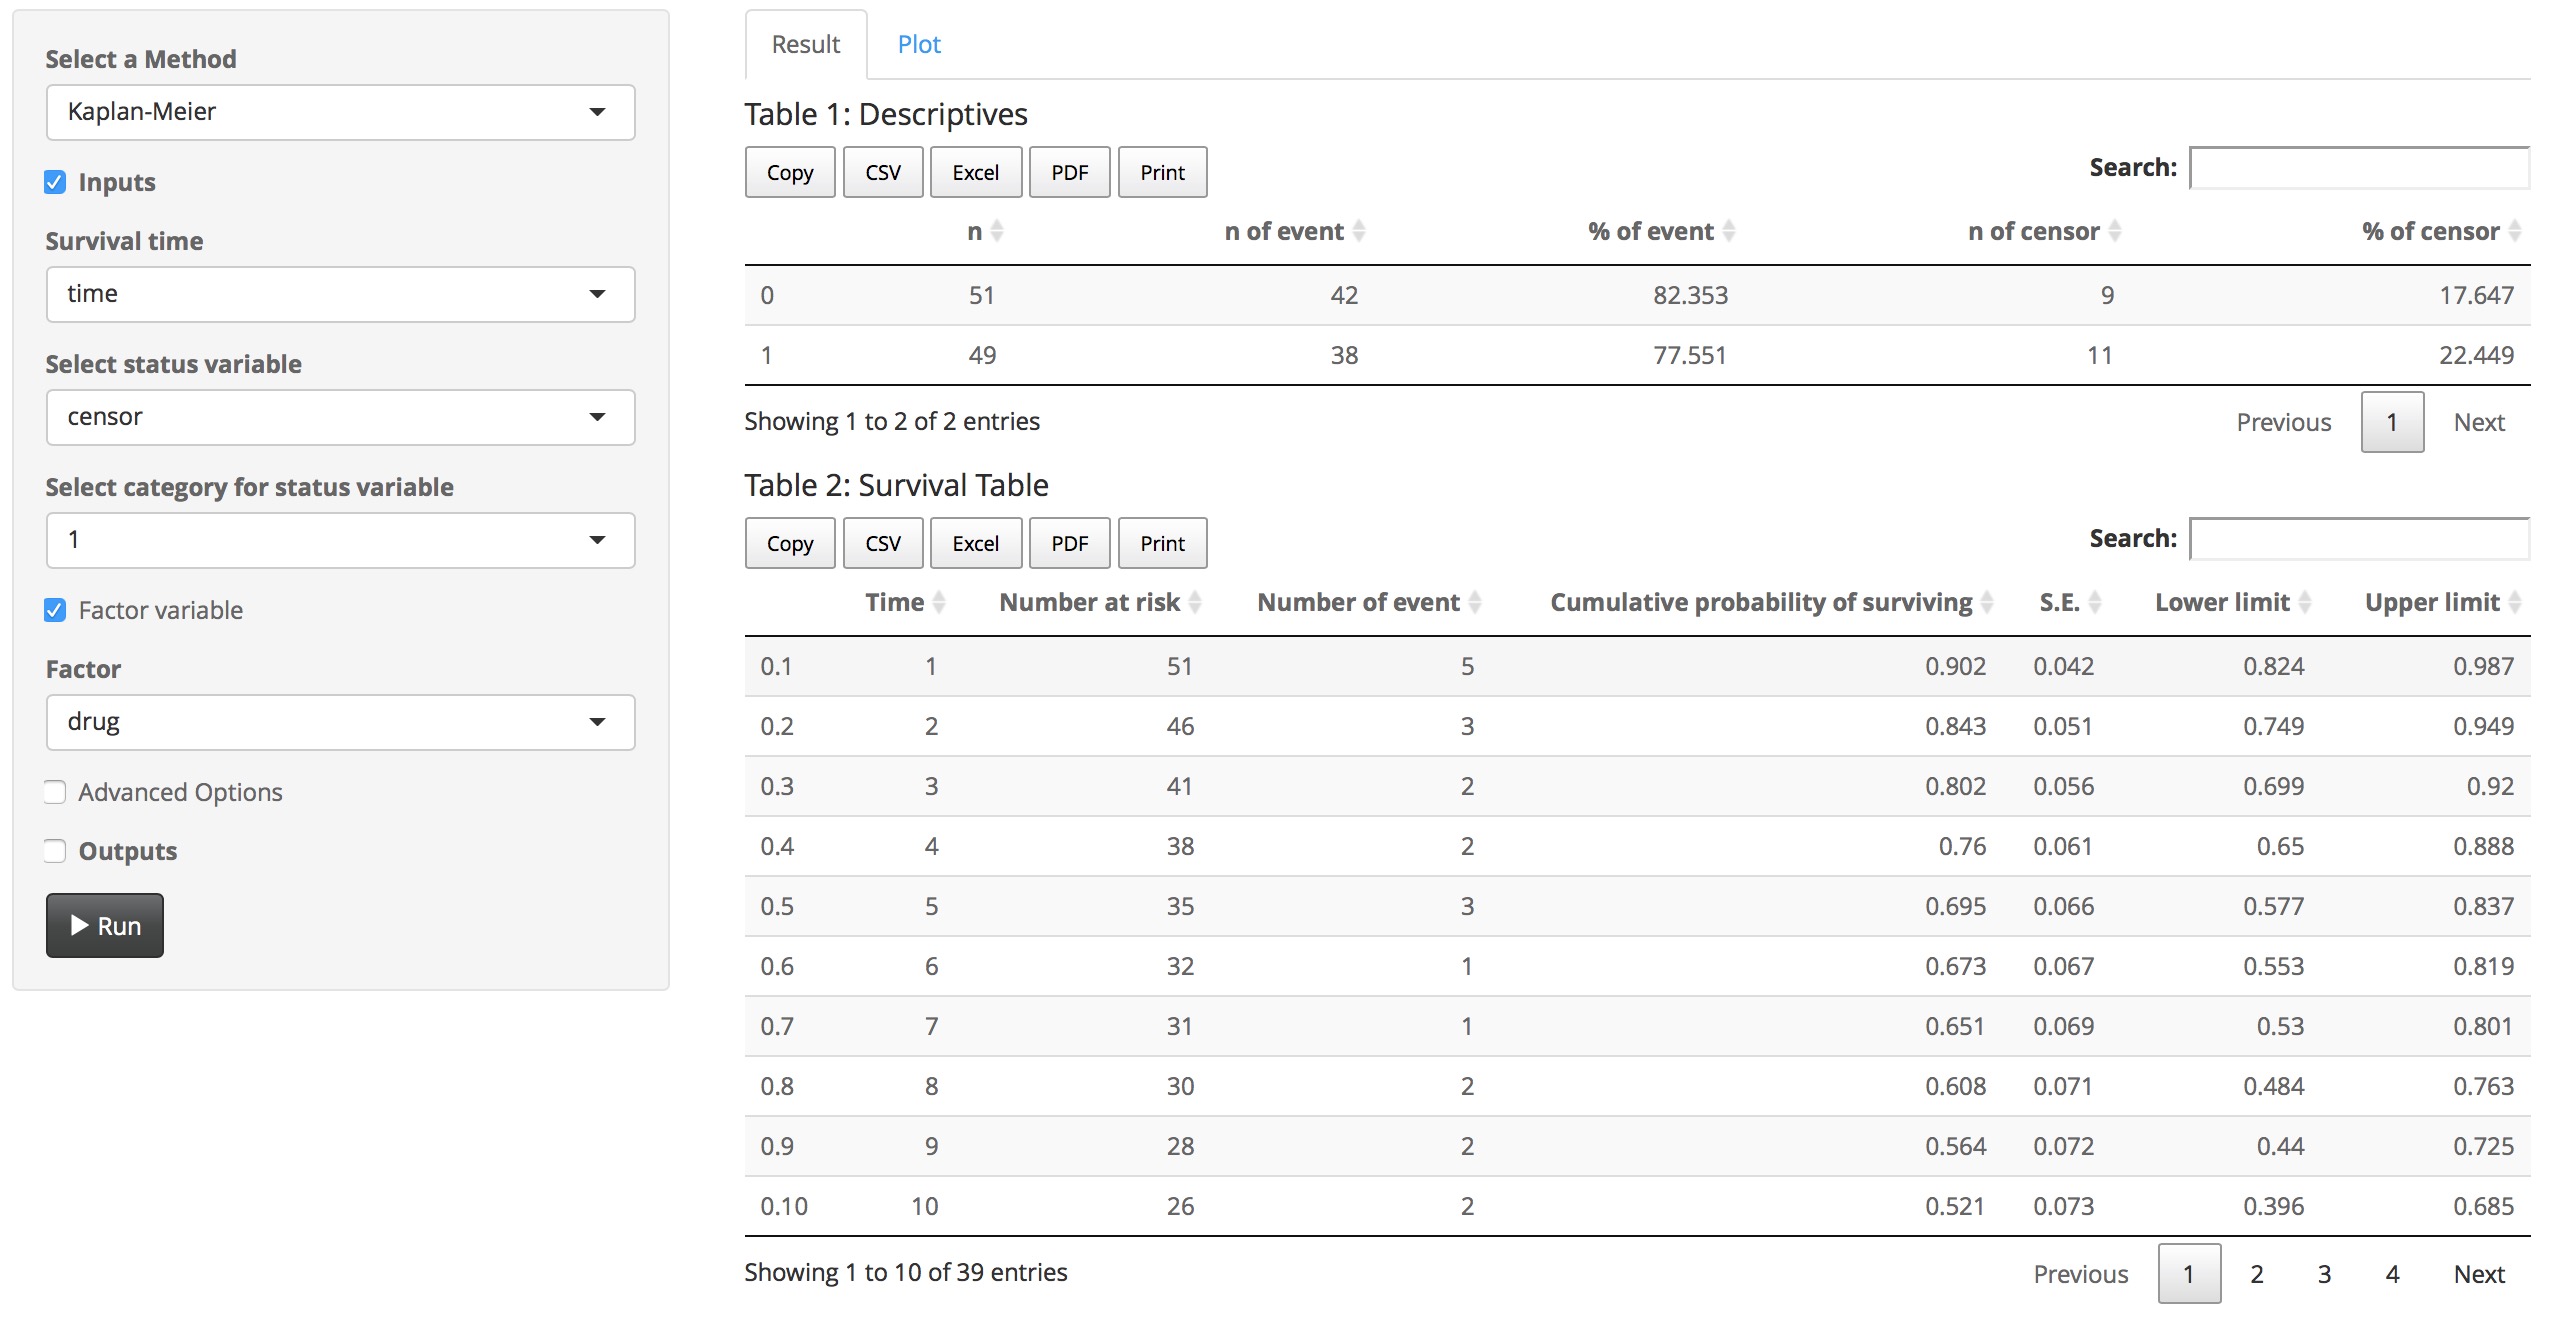 Select a Method
Kaplan-Meier
Inputs
Survival time
time
Select status variable
censor
Select category for status variable
1
Factor variable
Factor
drug
Advanced Options
Outputs
Run
Result Plot
Table 1: Descriptives
Copy CSV Excel PDF Print Search:
n n of event % of event n of censor % of censor
0 51 42 82.353 9 17.647
1 49 38 77.551 11 22.449
Showing 1 to 2 of 2 entries Previous 1 Next
Table 2: Survival Table
Copy CSV Excel PDF Print Search:
Time Number at risk Number of event Cumulative probability of surviving S.E. Lower limit Upper limit
0.1 1 51 5 0.902 0.042 0.824 0.987
0.2 2 46 3 0.843 0.051 0.749 0.949
0.3 3 41 2 0.802 0.056 0.699 0.92
0.4 4 38 2 0.76 0.061 0.65 0.888
0.5 5 35 3 0.695 0.066 0.577 0.837
0.6 6 32 1 0.673 0.067 0.553 0.819
0.7 7 31 1 0.651 0.069 0.53 0.801
0.8 8 30 2 0.608 0.071 0.484 0.763
0.9 9 28 2 0.564 0.072 0.44 0.725
0.10 10 26 2 0.521 0.073 0.396 0.685
Showing 1 to 10 of 39 entries Previous 1 2 3 4 Next